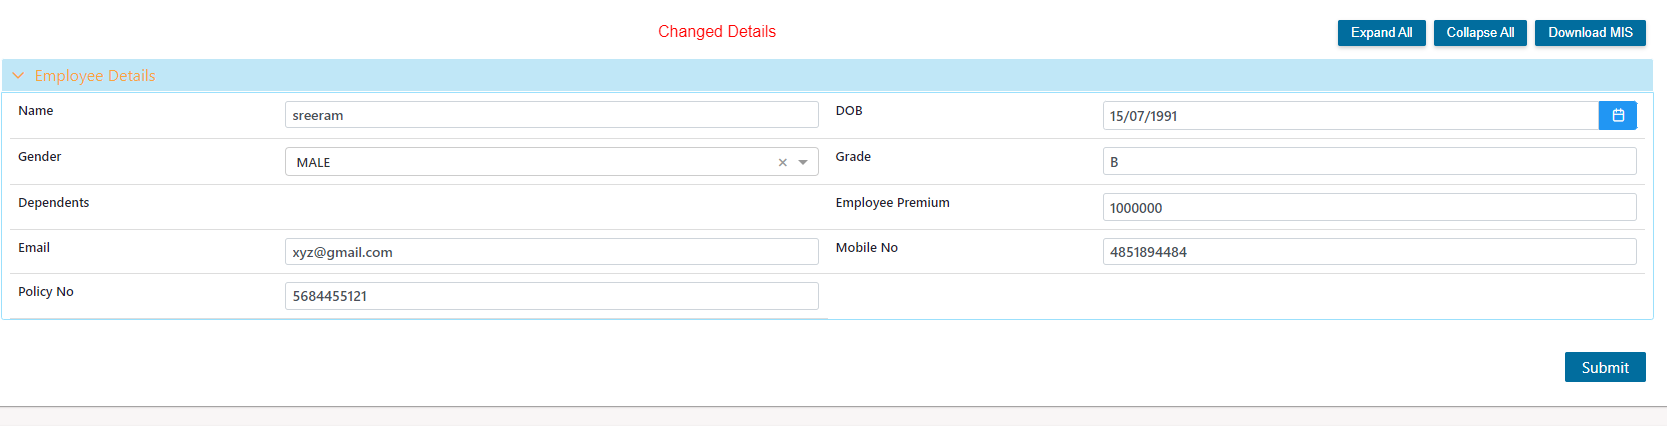 Changed Details
Expand All Collapse All Download MIS
Employee Details
Name sreeram DOB 15/07/1991
Gender MALE Grade B
Dependents Employee Premium 1000000
Email xyz@gmail.com Mobile No 4851894484
Policy No 5684455121
Submit